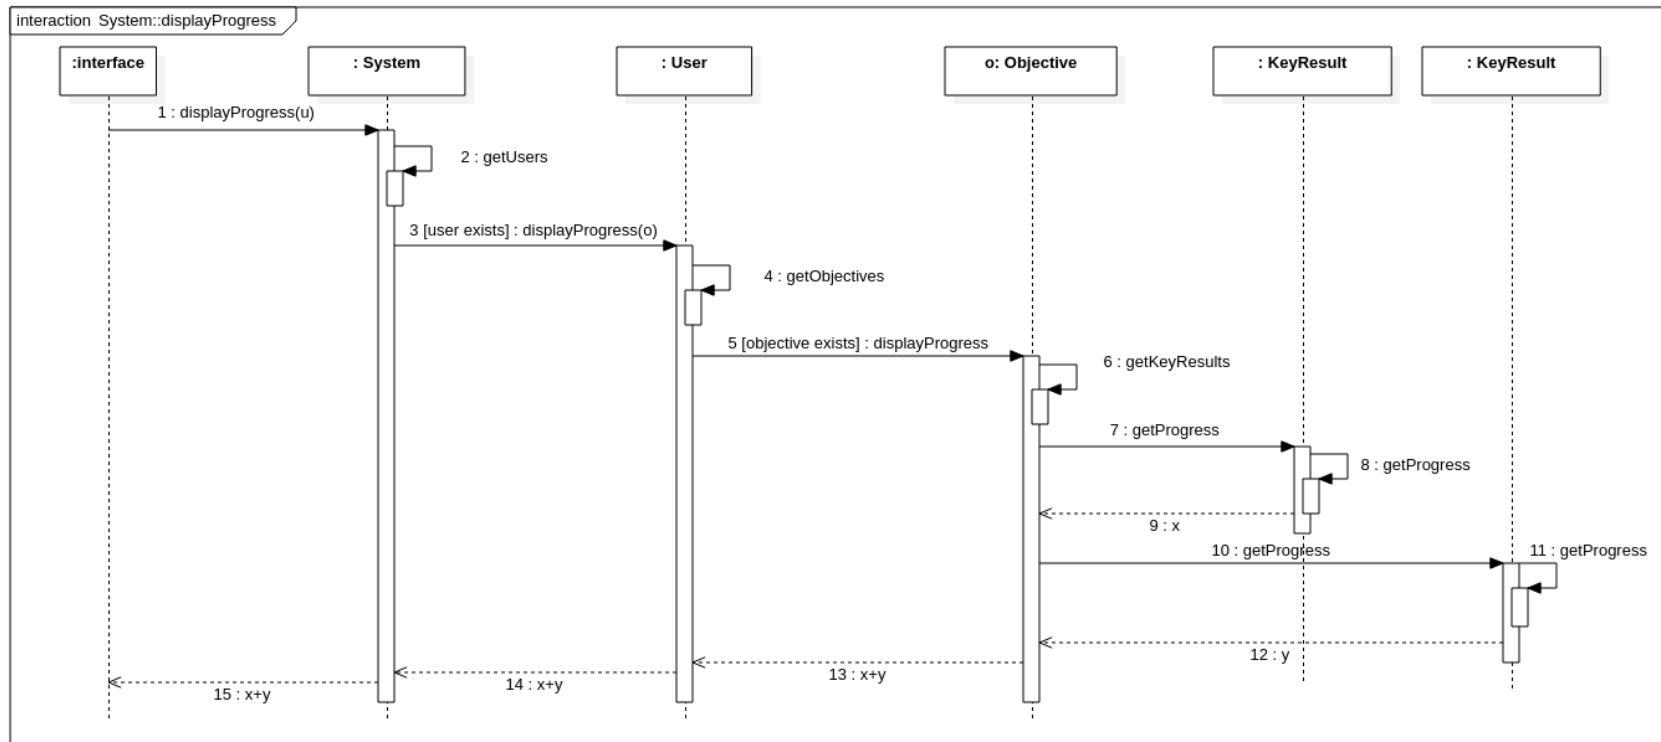 interaction System::displayProgress
:interface
: System
: User
o: Objective
: KeyResult
: KeyResult
1 : displayProgress(u)
2 : getUsers
3 [user exists] : displayProgress(o)
4 : getObjectives
5 [objective exists] : displayProgress
6 : getKeyResults
7 : getProgress
8 : getProgress
9 : x
10 : getProgress
11 : getProgress
12 : y
13 : x+y
14 : x+y
15 : x+y